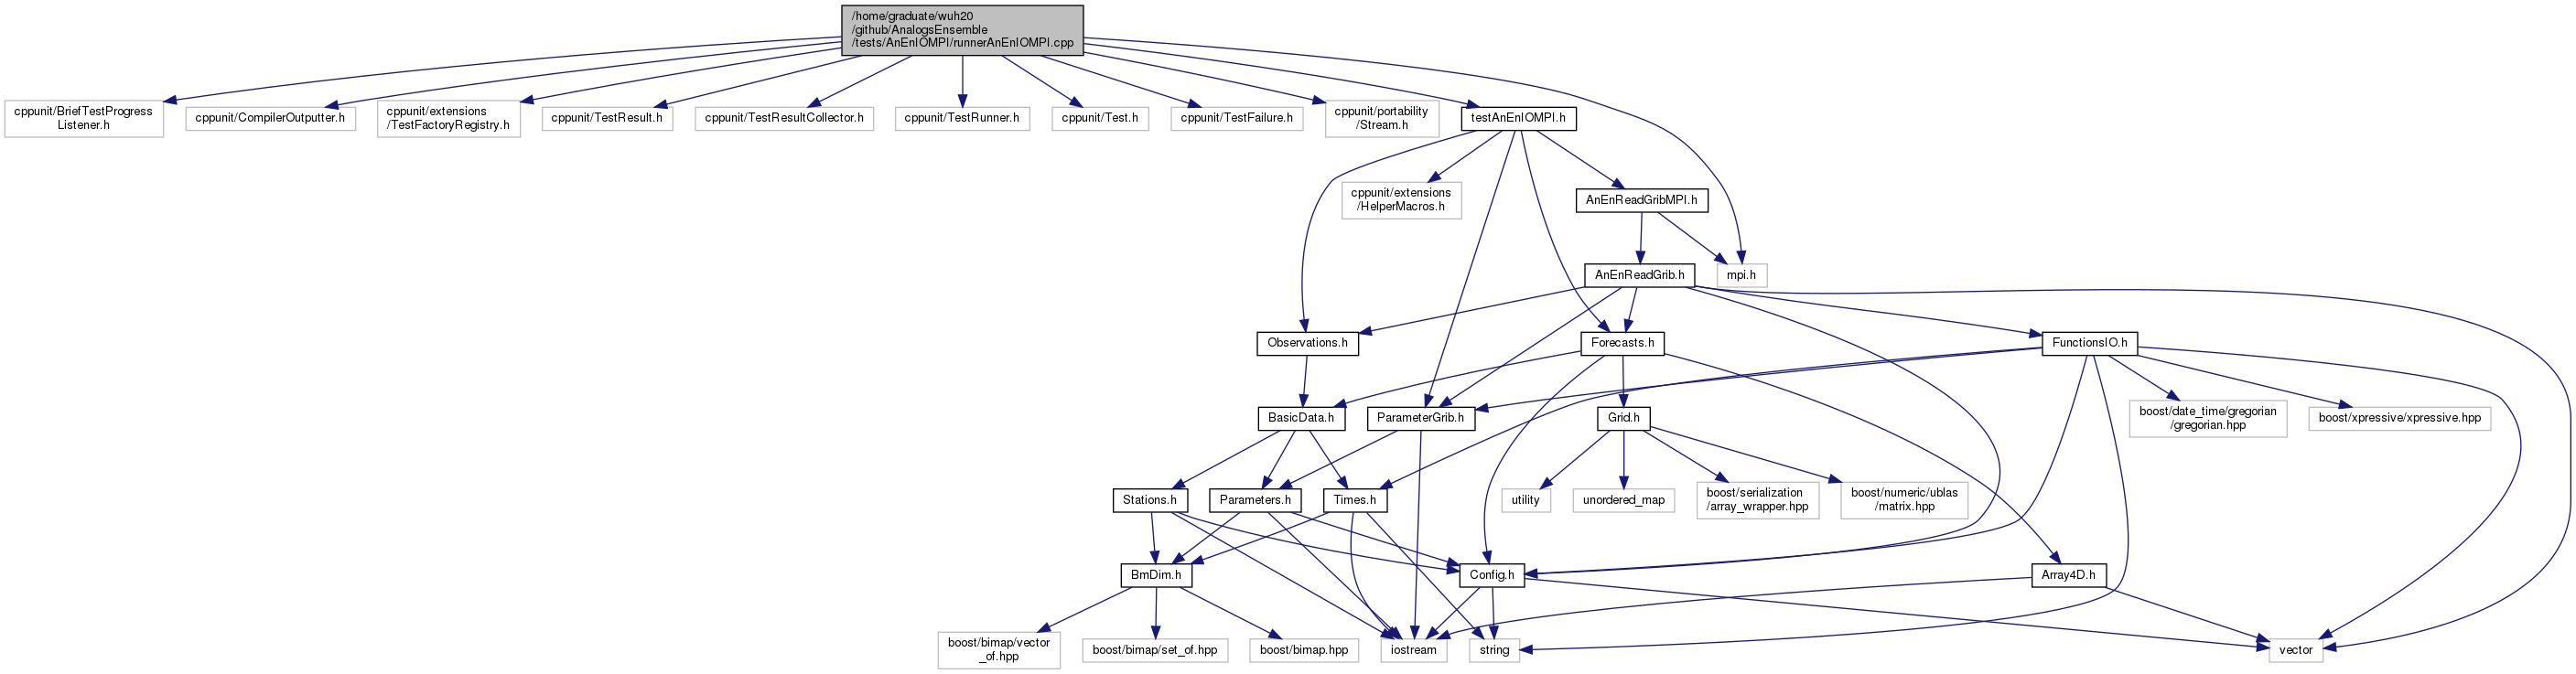 /home/graduate/wuh20
/github/AnalogsEnsemble
/tests/AnEnIOMPI/runnerAnEnIOMPI.cpp
cppunit/BriefTestProgress
Listener.h
cppunit/CompilerOutputter.h
cppunit/extensions
/TestFactoryRegistry.h
cppunit/TestResult.h
cppunit/TestResultCollector.h
cppunit/TestRunner.h
cppunit/Test.h
cppunit/TestFailure.h
cppunit/portability
/Stream.h
testAnEnIOMPI.h
cppunit/extensions
/HelperMacros.h
AnEnReadGribMPI.h
AnEnReadGrib.h
mpi.h
Observations.h
Forecasts.h
FunctionsIO.h
BasicData.h
ParameterGrib.h
Grid.h
boost/date_time/gregorian
/gregorian.hpp
boost/xpressive/xpressive.hpp
Stations.h
Parameters.h
Times.h
utility
unordered_map
boost/serialization
/array_wrapper.hpp
boost/numeric/ublas
/matrix.hpp
BmDim.h
Config.h
Array4D.h
boost/bimap/vector
_of.hpp
boost/bimap/set_of.hpp
boost/bimap.hpp
iostream
string
vector